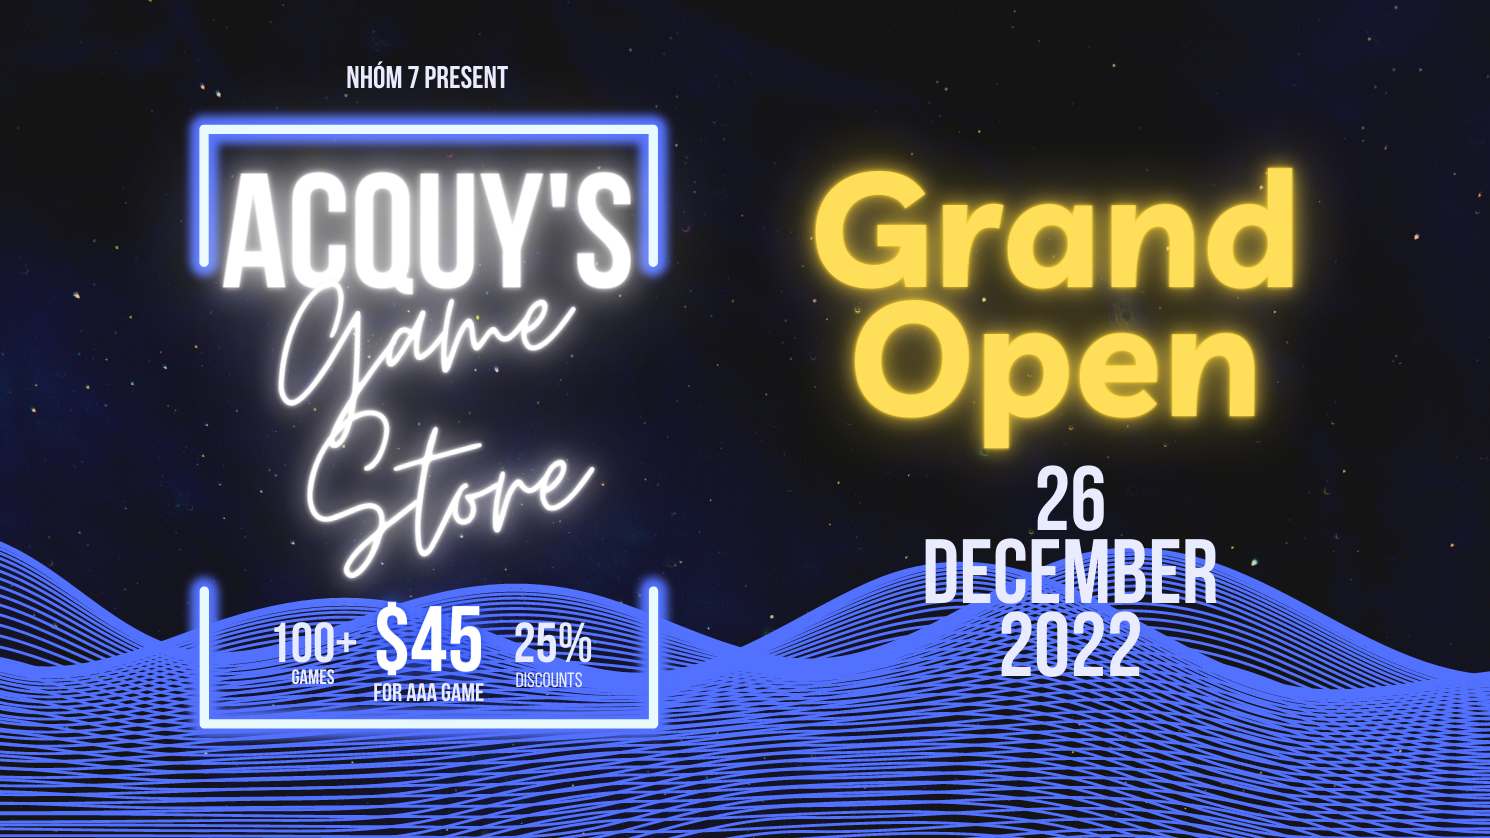 NHÓM 7 PRESENT
ACQUY'S
Game
Store
100+
GAMES
$45
FOR AAA GAME
25%
DISCOUNTS
Grand
Open
26
DECEMBER
2022